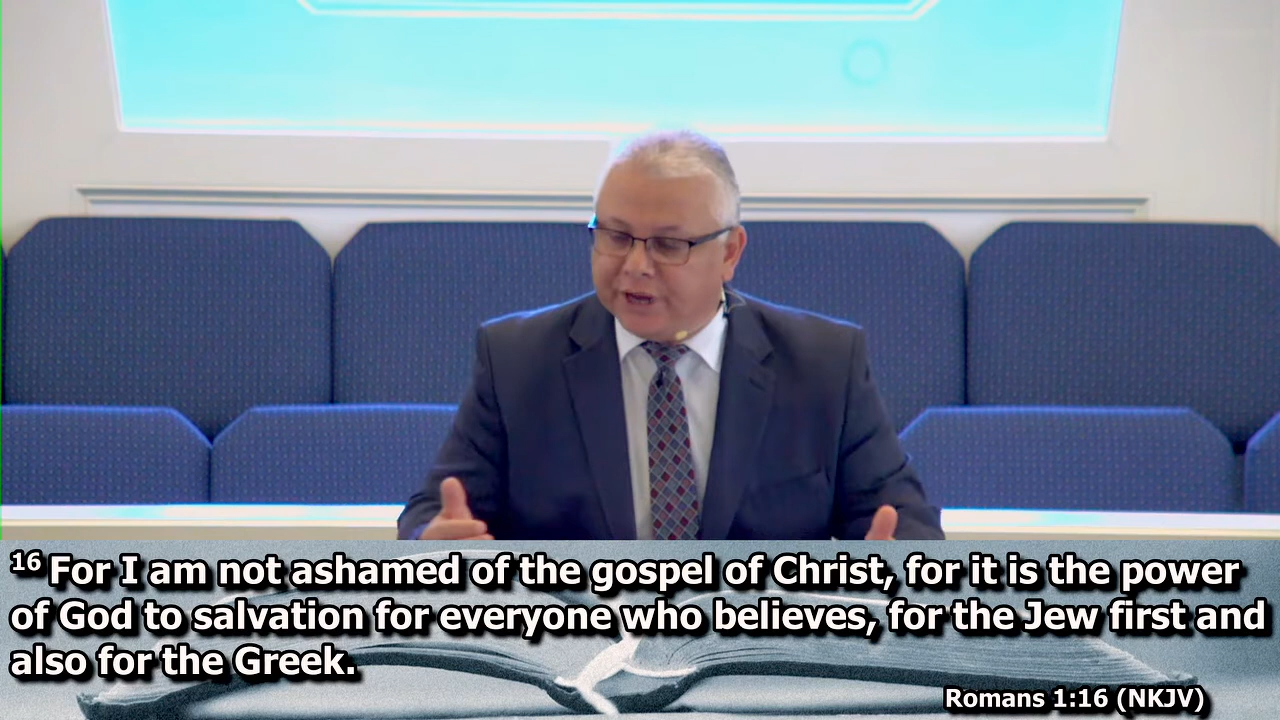 16 For I am not ashamed of the gospel of Christ, for it is the power
of God to salvation for everyone who believes, for the Jew first and
also for the Greek.
Romans 1:16 (NKJV)